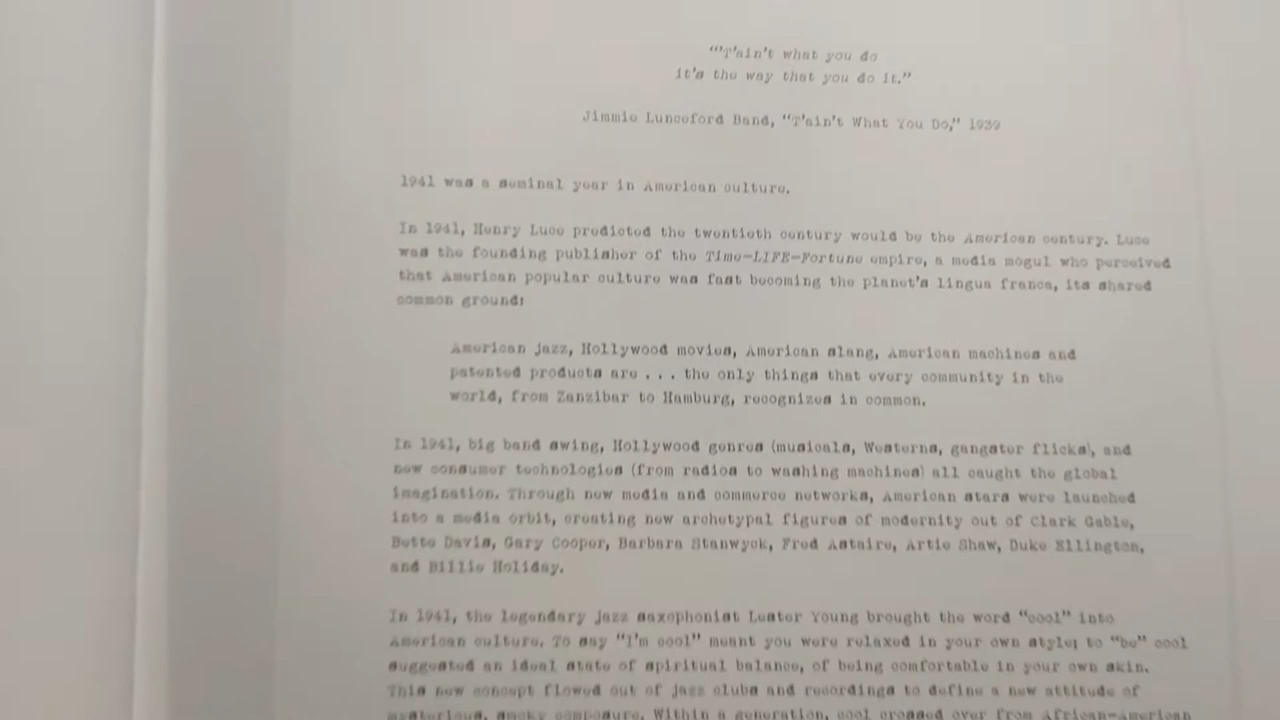 “’T’ain’t what you do
it’s the way that you do it.”
Jimmie Lunceford Band, “T’ain’t What You Do,” 1939
1941 was a seminal year in American culture.
In 1941, Henry Luce predicted the twentieth century would be the American century. Luce
was the founding publisher of the Time-LIFE-Fortune empire, a media mogul who perceived
that American popular culture was fast becoming the planet’s lingua franca, its shared
common ground:
American jazz, Hollywood movies, American slang, American machines and
patented products are . . . the only things that every community in the
world, from Zanzibar to Hamburg, recognizes in common.
In 1941, big band swing, Hollywood genres (musicals, Westerns, gangster flicks), and
new consumer technologies (from radios to washing machines) all caught the global
imagination. Through new media and commerce networks, American stars were launched
into a media orbit, creating new archetypal figures of modernity out of Clark Gable,
Bette Davis, Gary Cooper, Barbara Stanwyck, Fred Astaire, Artie Shaw, Duke Ellington,
and Billie Holiday.
In 1941, the legendary jazz saxophonist Lester Young brought the word “cool” into
American culture. To say “I’m cool” meant you were relaxed in your own style; to “be” cool
suggested an ideal state of spiritual balance, of being comfortable in your own skin.
This new concept flowed out of jazz clubs and recordings to define a new attitude of
mysterious, smoky composure. Within a generation, cool crossed over from African-American